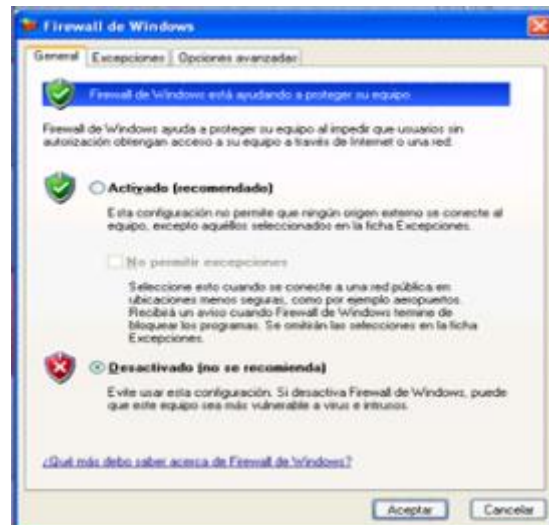 Firewall de Windows
General Excepciones Opciones avanzadas
Firewall de Windows está ayudando a proteger su equipo
Firewall de Windows ayuda a proteger su equipo al impedir que usuarios sin
autorización obtengan acceso a su equipo a través de Internet o una red.
Activado (recomendado)
Esta configuración no permite que ningún origen externo se conecte al
equipo, excepto aquéllos seleccionados en la ficha Excepciones.
No permitir excepciones
Seleccione esto cuando se conecte a una red pública en
ubicaciones menos seguras, como por ejemplo aeropuertos.
Recibirá un aviso cuando Firewall de Windows termine de
bloquear los programas. Se omitirán las selecciones en la ficha
Excepciones.
Desactivado (no se recomienda)
Evite usar esta configuración. Si desactiva Firewall de Windows, puede
que este equipo sea más vulnerable a virus e intrusos.
¿Qué más debo saber acerca de Firewall de Windows?
Aceptar Cancelar